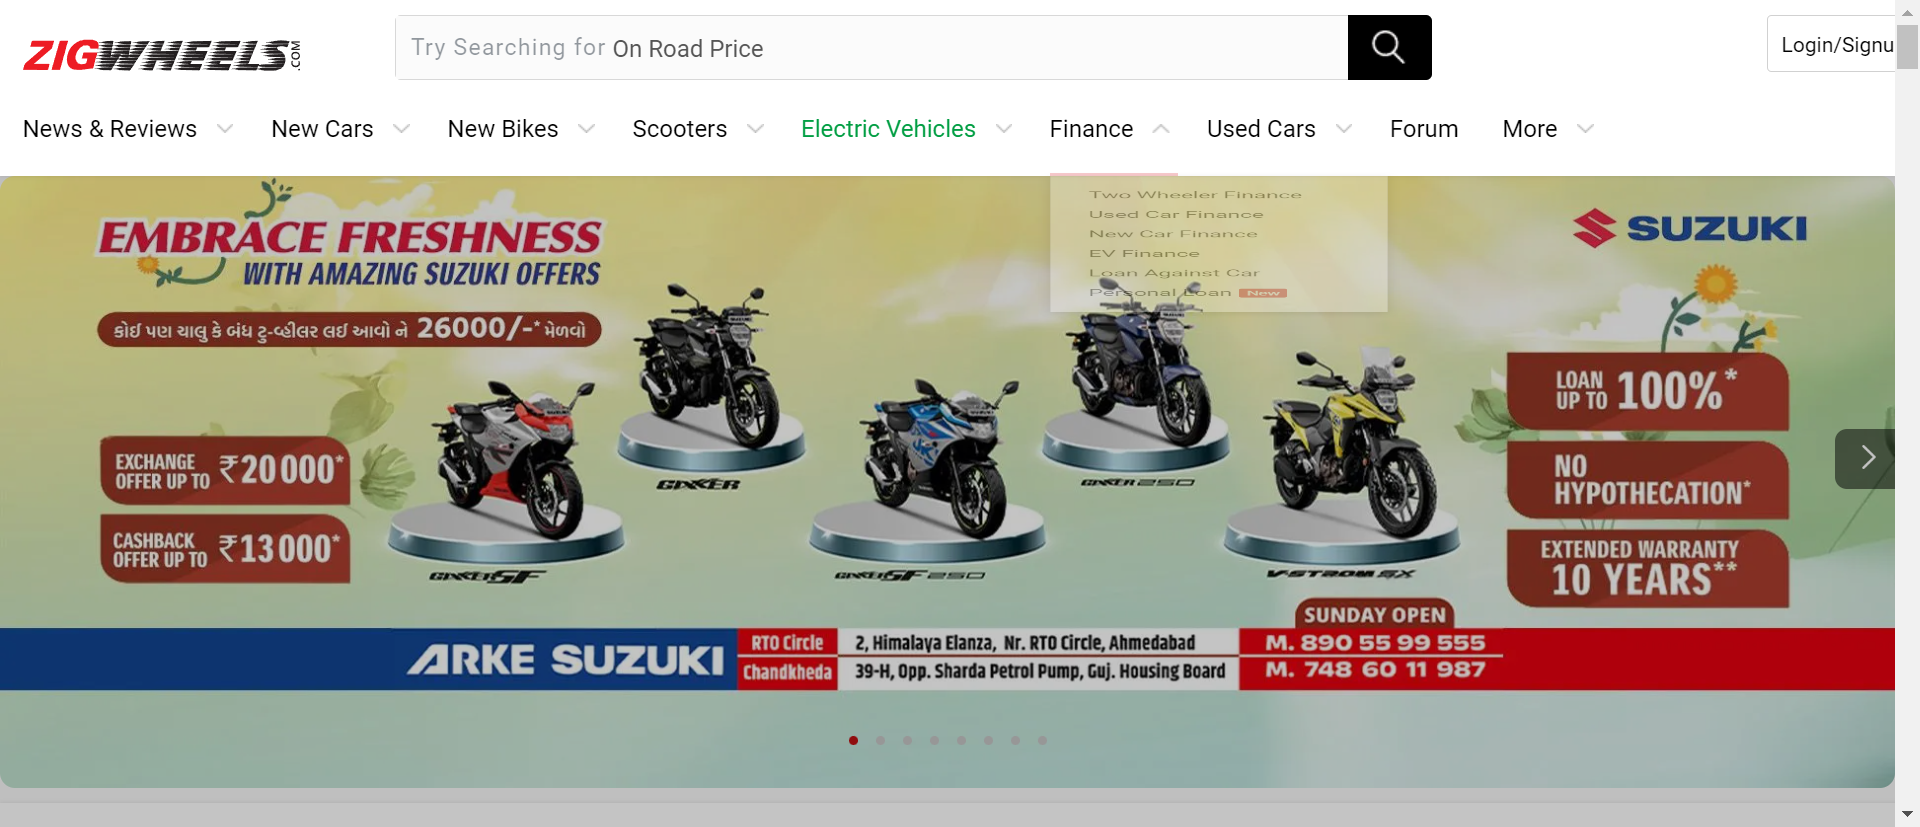 ZIGWHEELS.COM
Try Searching for On Road Price
Login/Signu
News & Reviews
New Cars
New Bikes
Scooters
Electric Vehicles
Finance
Used Cars
Forum
More
Two Wheeler Finance
Used Car Finance
New Car Finance
EV Finance
Loan Against Car
Personal Loan New
EMBRACE FRESHNESS
WITH AMAZING SUZUKI OFFERS
કોઈ પણ ચાલુ કે બંધ ટુ-વ્હીલર લઈ આવો ને 26000/-* મેળવો
SUZUKI
EXCHANGE
OFFER UP TO ₹20000*
CASHBACK
OFFER UP TO ₹13000*
GIXXER
GIXXER 250
GIXXER SF
GIXXER SF 250
V-STROM SX
LOAN
UP TO 100%*
NO
HYPOTHECATION*
EXTENDED WARRANTY
10 YEARS**
SUNDAY OPEN
ARKE SUZUKI
RTO Circle
2, Himalaya Elanza, Nr. RTO Circle, Ahmedabad
M. 890 55 99 555
Chandkheda
39-H, Opp. Sharda Petrol Pump, Guj. Housing Board
M. 748 60 11 987